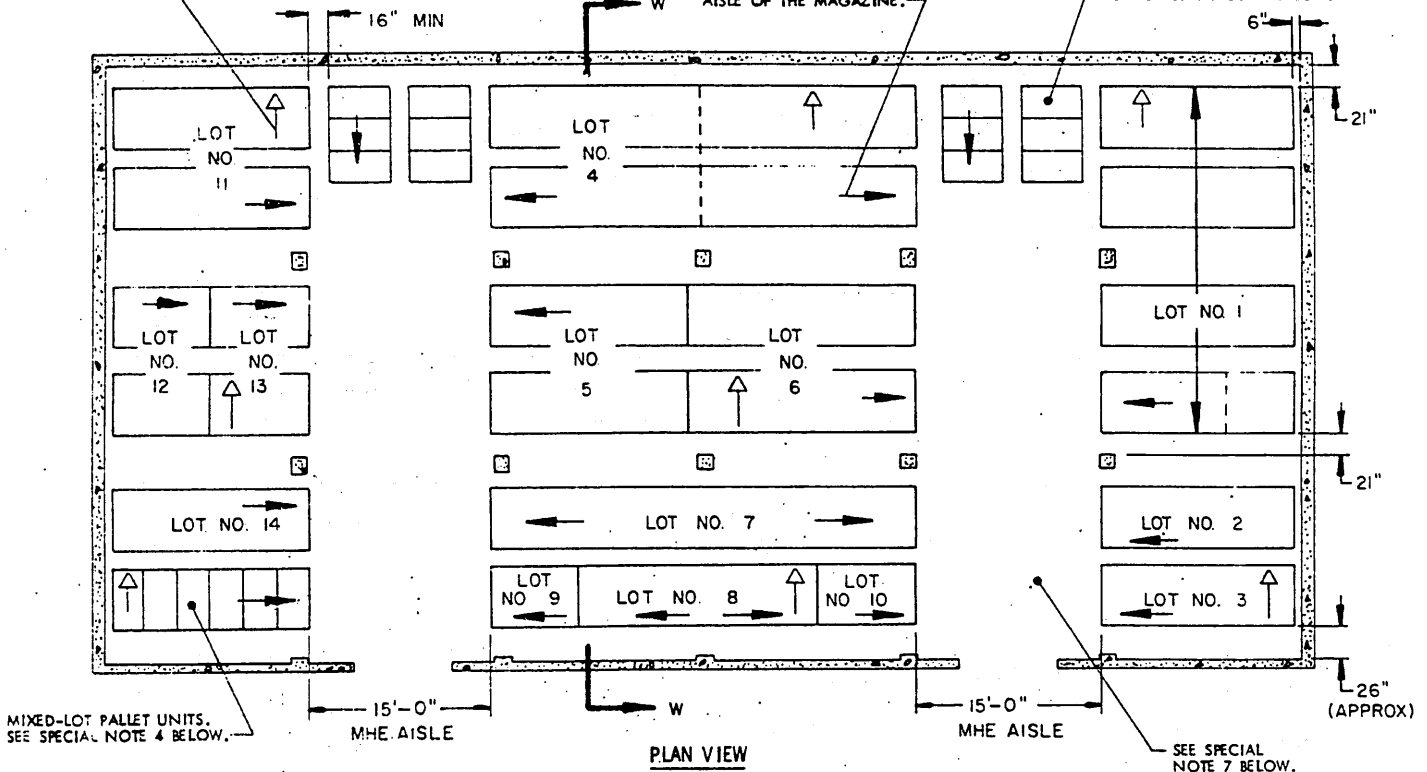 16" MIN
W
AISLE OF THE MAGAZINE.
6"
21"
LOT
NO
11
LOT
NO.
4
LOT NO. 1
LOT
NO.
12
LOT
NO.
13
LOT
NO.
5
LOT
NO.
6
21"
LOT NO. 14
LOT NO. 7
LOT NO. 2
LOT
NO 9
LOT NO. 8
LOT
NO 10
LOT NO. 3
26"
(APPROX)
15'-0"
MHE AISLE
W
15'-0"
MHE AISLE
MIXED-LOT PALLET UNITS.
SEE SPECIAL NOTE 4 BELOW.
PLAN VIEW
SEE SPECIAL
NOTE 7 BELOW.